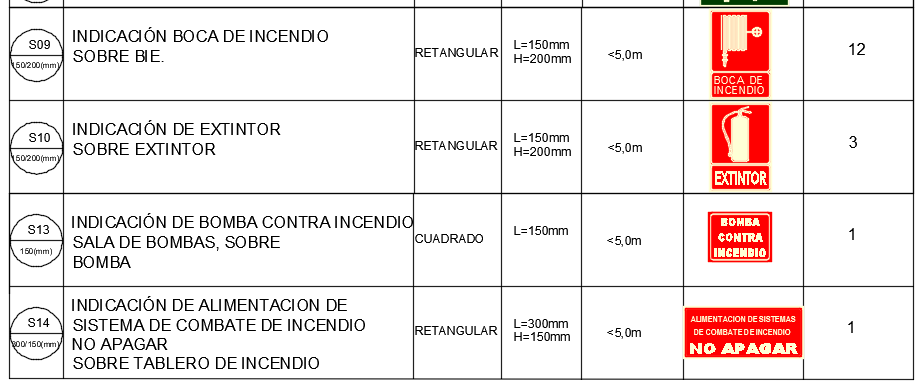 S09
150/200(mm)
INDICACIÓN BOCA DE INCENDIO
SOBRE BIE.
RETANGULAR
L=150mm
H=200mm
<5,0m
BOCA DE
INCENDIO
12
S10
150/200(mm)
INDICACIÓN DE EXTINTOR
SOBRE EXTINTOR
RETANGULAR
L=150mm
H=200mm
<5,0m
EXTINTOR
3
S13
150(mm)
INDICACIÓN DE BOMBA CONTRA INCENDIO
SALA DE BOMBAS, SOBRE
BOMBA
CUADRADO
L=150mm
<5,0m
BOMBA
CONTRA
INCENDIO
1
S14
300/150(mm)
INDICACIÓN DE ALIMENTACION DE
SISTEMA DE COMBATE DE INCENDIO
NO APAGAR
SOBRE TABLERO DE INCENDIO
RETANGULAR
L=300mm
H=150mm
<5,0m
ALIMENTACION DE SISTEMAS
DE COMBATE DE INCENDIO
NO APAGAR
1